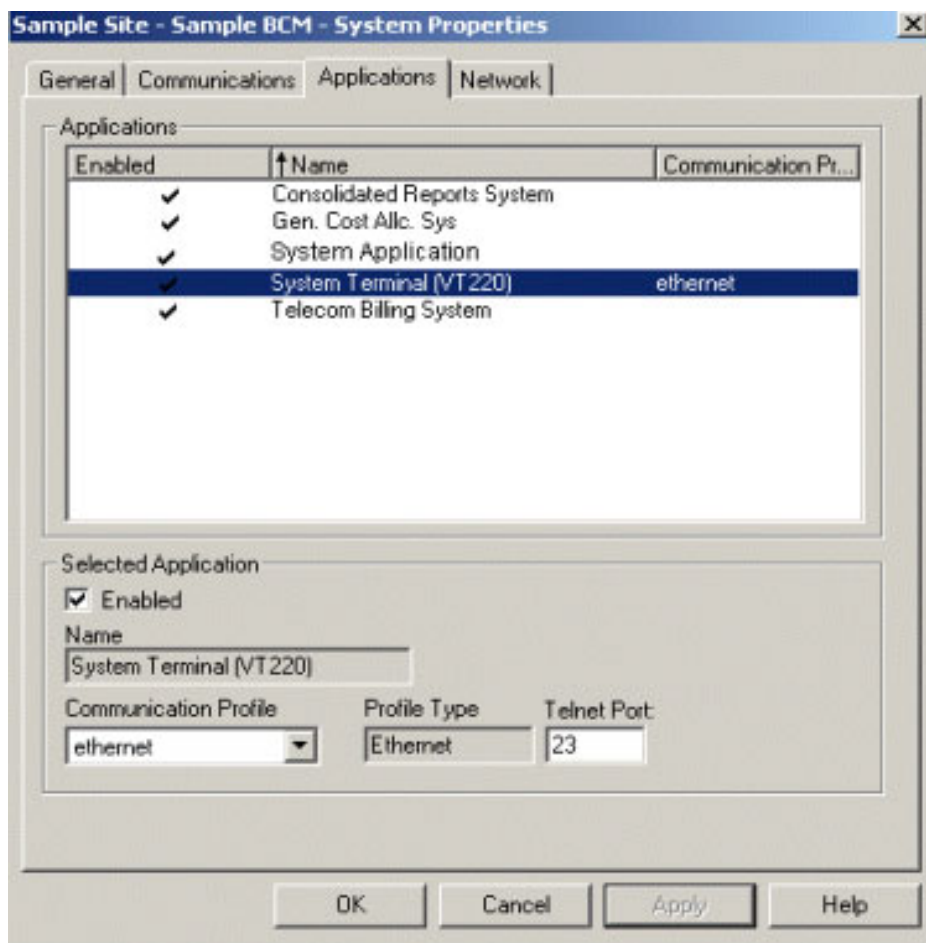 Sample Site - Sample BCM - System Properties
General Communications Applications Network
Applications
Enabled Name Communication Pr...
Consolidated Reports System
Gen. Cost Allc. Sys
System Application
System Terminal (VT220) ethernet
Telecom Billing System
Selected Application
Enabled
Name
System Terminal (VT220)
Communication Profile Profile Type Telnet Port:
ethernet Ethernet 23
OK Cancel Apply Help